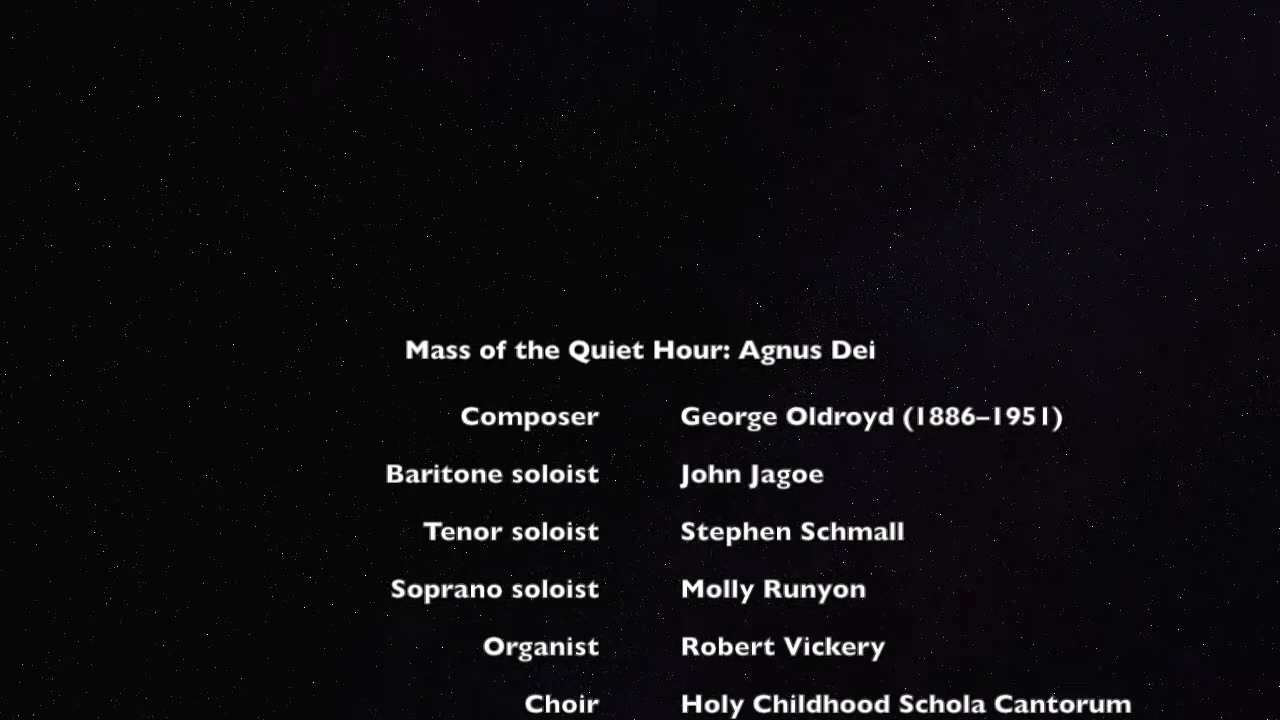 Mass of the Quiet Hour: Agnus Dei
Composer George Oldroyd (1886–1951)
Baritone soloist John Jagoe
Tenor soloist Stephen Schmall
Soprano soloist Molly Runyon
Organist Robert Vickery
Choir Holy Childhood Schola Cantorum